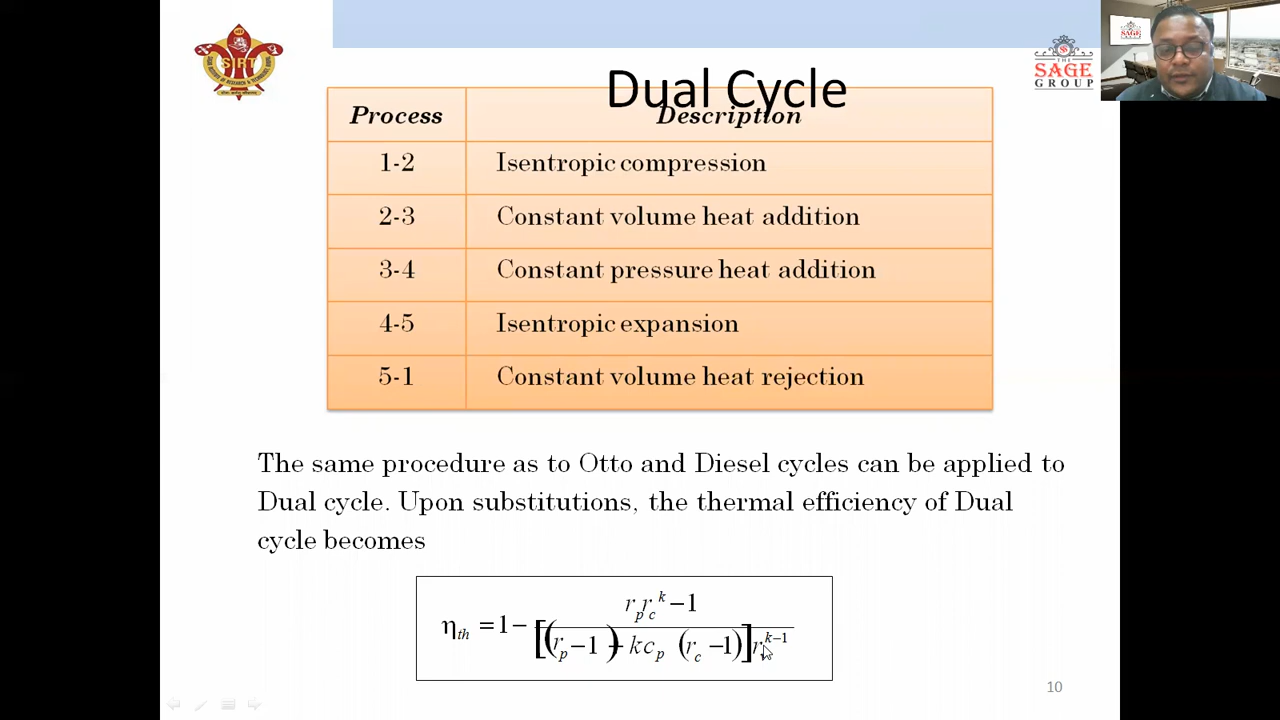 Dual Cycle
SIRT
THE
SAGE
GROUP
SAGE
Process Description
1-2 Isentropic compression
2-3 Constant volume heat addition
3-4 Constant pressure heat addition
4-5 Isentropic expansion
5-1 Constant volume heat rejection
The same procedure as to Otto and Diesel cycles can be applied to
Dual cycle. Upon substitutions, the thermal efficiency of Dual
cycle becomes
η_th = 1 − (r_p r_c^k − 1) / ([(r_p − 1) + k c_p (r_c − 1)] r^(k−1))
10